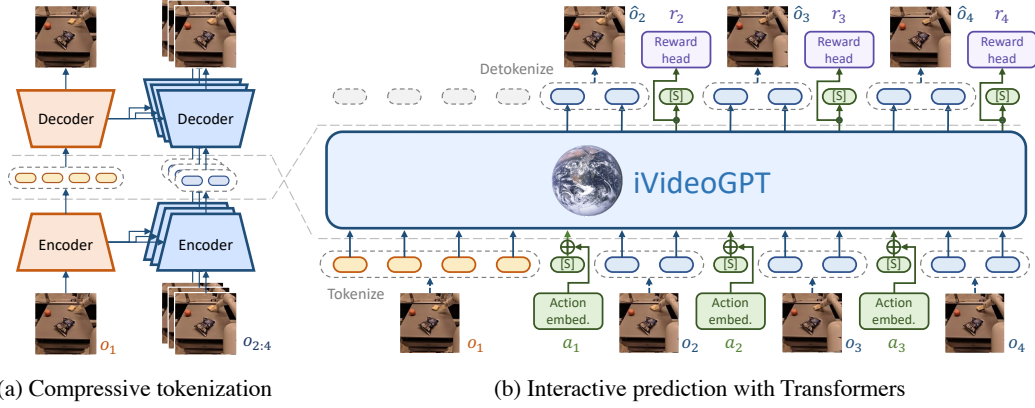 ô₂ r₂ ô₃ r₃ ô₄ r₄
Reward head
Reward head
Reward head
Detokenize
[S]
[S]
[S]
Decoder
Decoder
iVideoGPT
Encoder
Encoder
[S]
[S]
[S]
Tokenize
Action embed.
Action embed.
Action embed.
o₁
o₂:₄
o₁ a₁ o₂ a₂ o₃ a₃ o₄
(a) Compressive tokenization
(b) Interactive prediction with Transformers